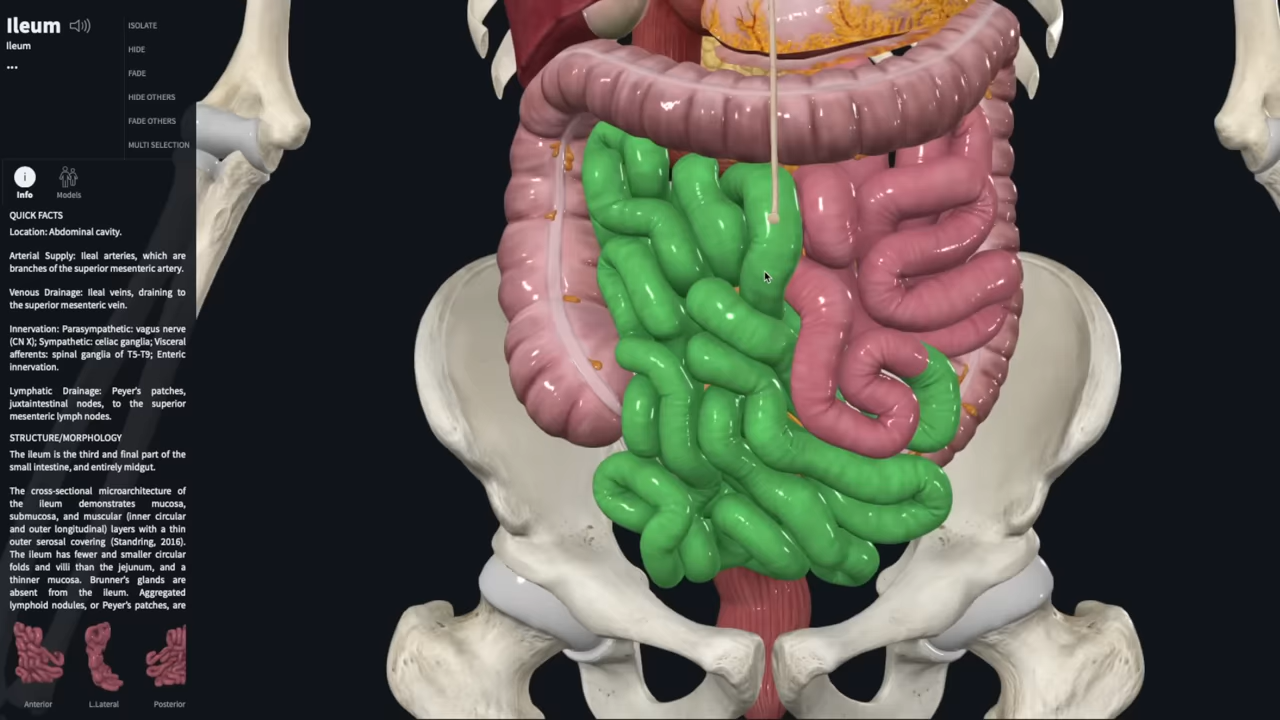 Ileum
Ileum
...
ISOLATE
HIDE
FADE
HIDE OTHERS
FADE OTHERS
MULTI SELECTION
Info
Models
QUICK FACTS
Location: Abdominal cavity.
Arterial Supply: Ileal arteries, which are
branches of the superior mesenteric artery.
Venous Drainage: Ileal veins, draining to
the superior mesenteric vein.
Innervation: Parasympathetic: vagus nerve
(CN X); Sympathetic: celiac ganglia; Visceral
afferents: spinal ganglia of T5-T9; Enteric
innervation.
Lymphatic Drainage: Peyer's patches,
juxtaintestinal nodes, to the superior
mesenteric lymph nodes.
STRUCTURE/MORPHOLOGY
The ileum is the third and final part of the
small intestine, and entirely midgut.
The cross-sectional microarchitecture of
the ileum demonstrates mucosa,
submucosa, and muscular (inner circular
and outer longitudinal) layers with a thin
outer serosal covering (Standring, 2016).
The ileum has fewer and smaller circular
folds and villi than the jejunum, and a
thinner mucosa. Brunner's glands are
absent from the ileum. Aggregated
lymphoid nodules, or Peyer's patches, are
Anterior
L.Lateral
Posterior